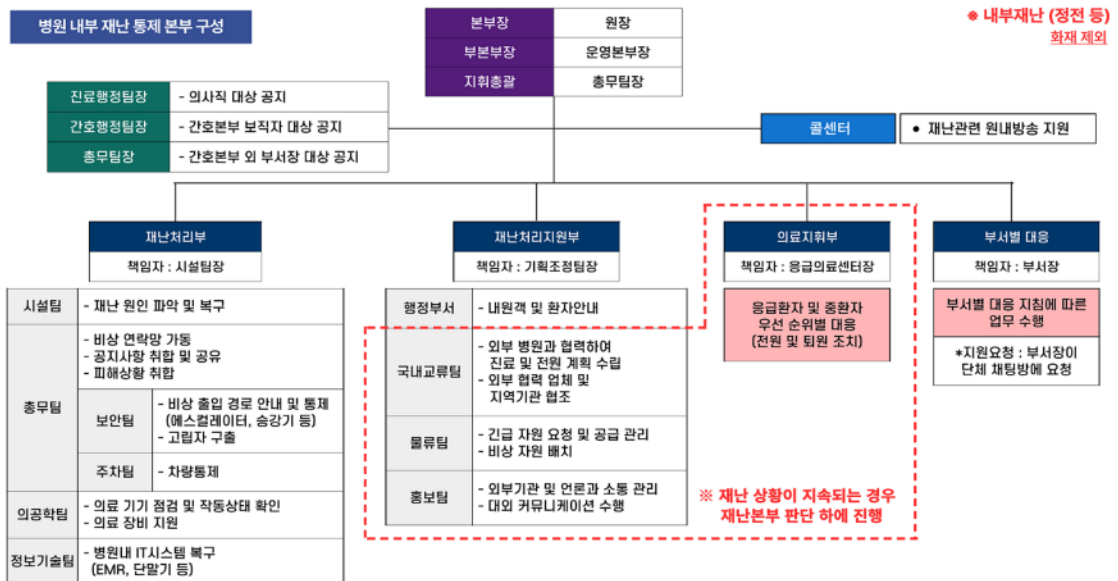 병원 내부 재난 통제 본부 구성
※ 내부재난 (정전 등)
화재 제외
본부장 원장
부본부장 운영본부장
지휘총괄 총무팀장
진료행정팀장 - 의사직 대상 공지
간호행정팀장 - 간호본부 보직자 대상 공지
총무팀장 - 간호본부 외 부서장 대상 공지
콜센터 • 재난관련 원내방송 지원
재난처리부
책임자 : 시설팀장
시설팀 - 재난 원인 파악 및 복구
총무팀
- 비상 연락망 가동
- 공지사항 취합 및 공유
- 피해상황 취합
보안팀
- 비상 출입 경로 안내 및 통제
(에스컬레이터, 승강기 등)
- 고립자 구출
주차팀 - 차량통제
의공학팀
- 의료 기기 점검 및 작동상태 확인
- 의료 장비 지원
정보기술팀
- 병원내 IT시스템 복구
(EMR, 단말기 등)
재난처리지원부
책임자 : 기획조정팀장
행정부서 - 내원객 및 환자안내
국내교류팀
- 외부 병원과 협력하여
진료 및 전원 계획 수립
- 외부 협력 업체 및
지역기관 협조
물류팀
- 긴급 자원 요청 및 공급 관리
- 비상 자원 배치
홍보팀
- 외부기관 및 언론과 소통 관리
- 대외 커뮤니케이션 수행
의료지휘부
책임자 : 응급의료센터장
응급환자 및 중환자
우선 순위별 대응
(전원 및 퇴원 조치)
부서별 대응
책임자 : 부서장
부서별 대응 지침에 따른
업무 수행
*지원요청 : 부서장이
단체 채팅방에 요청
※ 재난 상황이 지속되는 경우
재난본부 판단 하에 진행